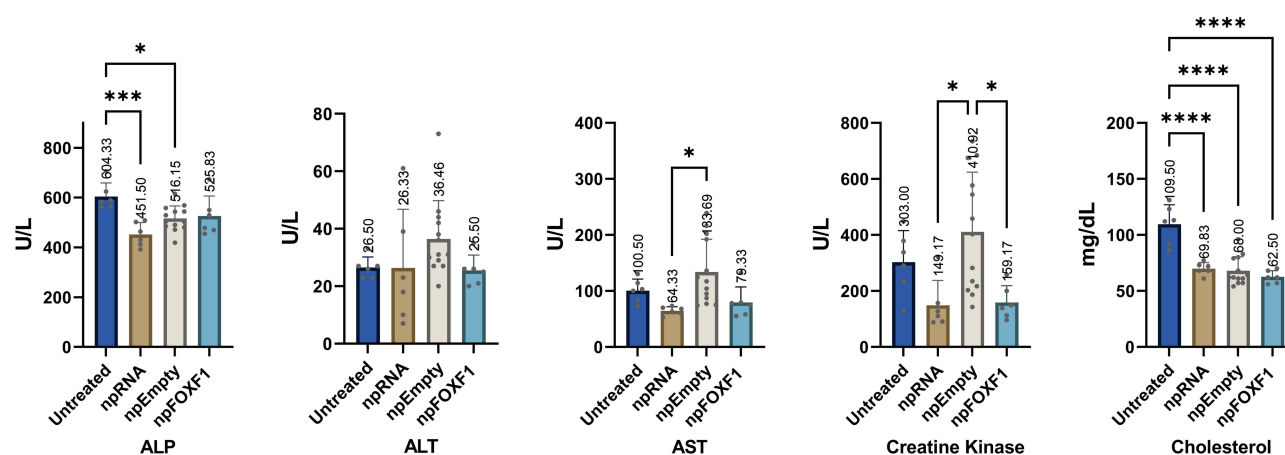 *
***
U/L
800
600
400
200
0
604.33
451.50
516.15
525.83
Untreated
npRNA
npEmpty
npFOXF1
ALP
U/L
80
60
40
20
0
26.50
26.33
36.46
25.50
Untreated
npRNA
npEmpty
npFOXF1
ALT
*
U/L
400
300
200
100
0
100.50
64.33
133.69
79.33
Untreated
npRNA
npEmpty
npFOXF1
AST
*
*
U/L
800
600
400
200
0
303.00
149.17
410.92
159.17
Untreated
npRNA
npEmpty
npFOXF1
Creatine Kinase
****
****
****
mg/dL
200
150
100
50
0
109.50
69.83
68.00
62.50
Untreated
npRNA
npEmpty
npFOXF1
Cholesterol